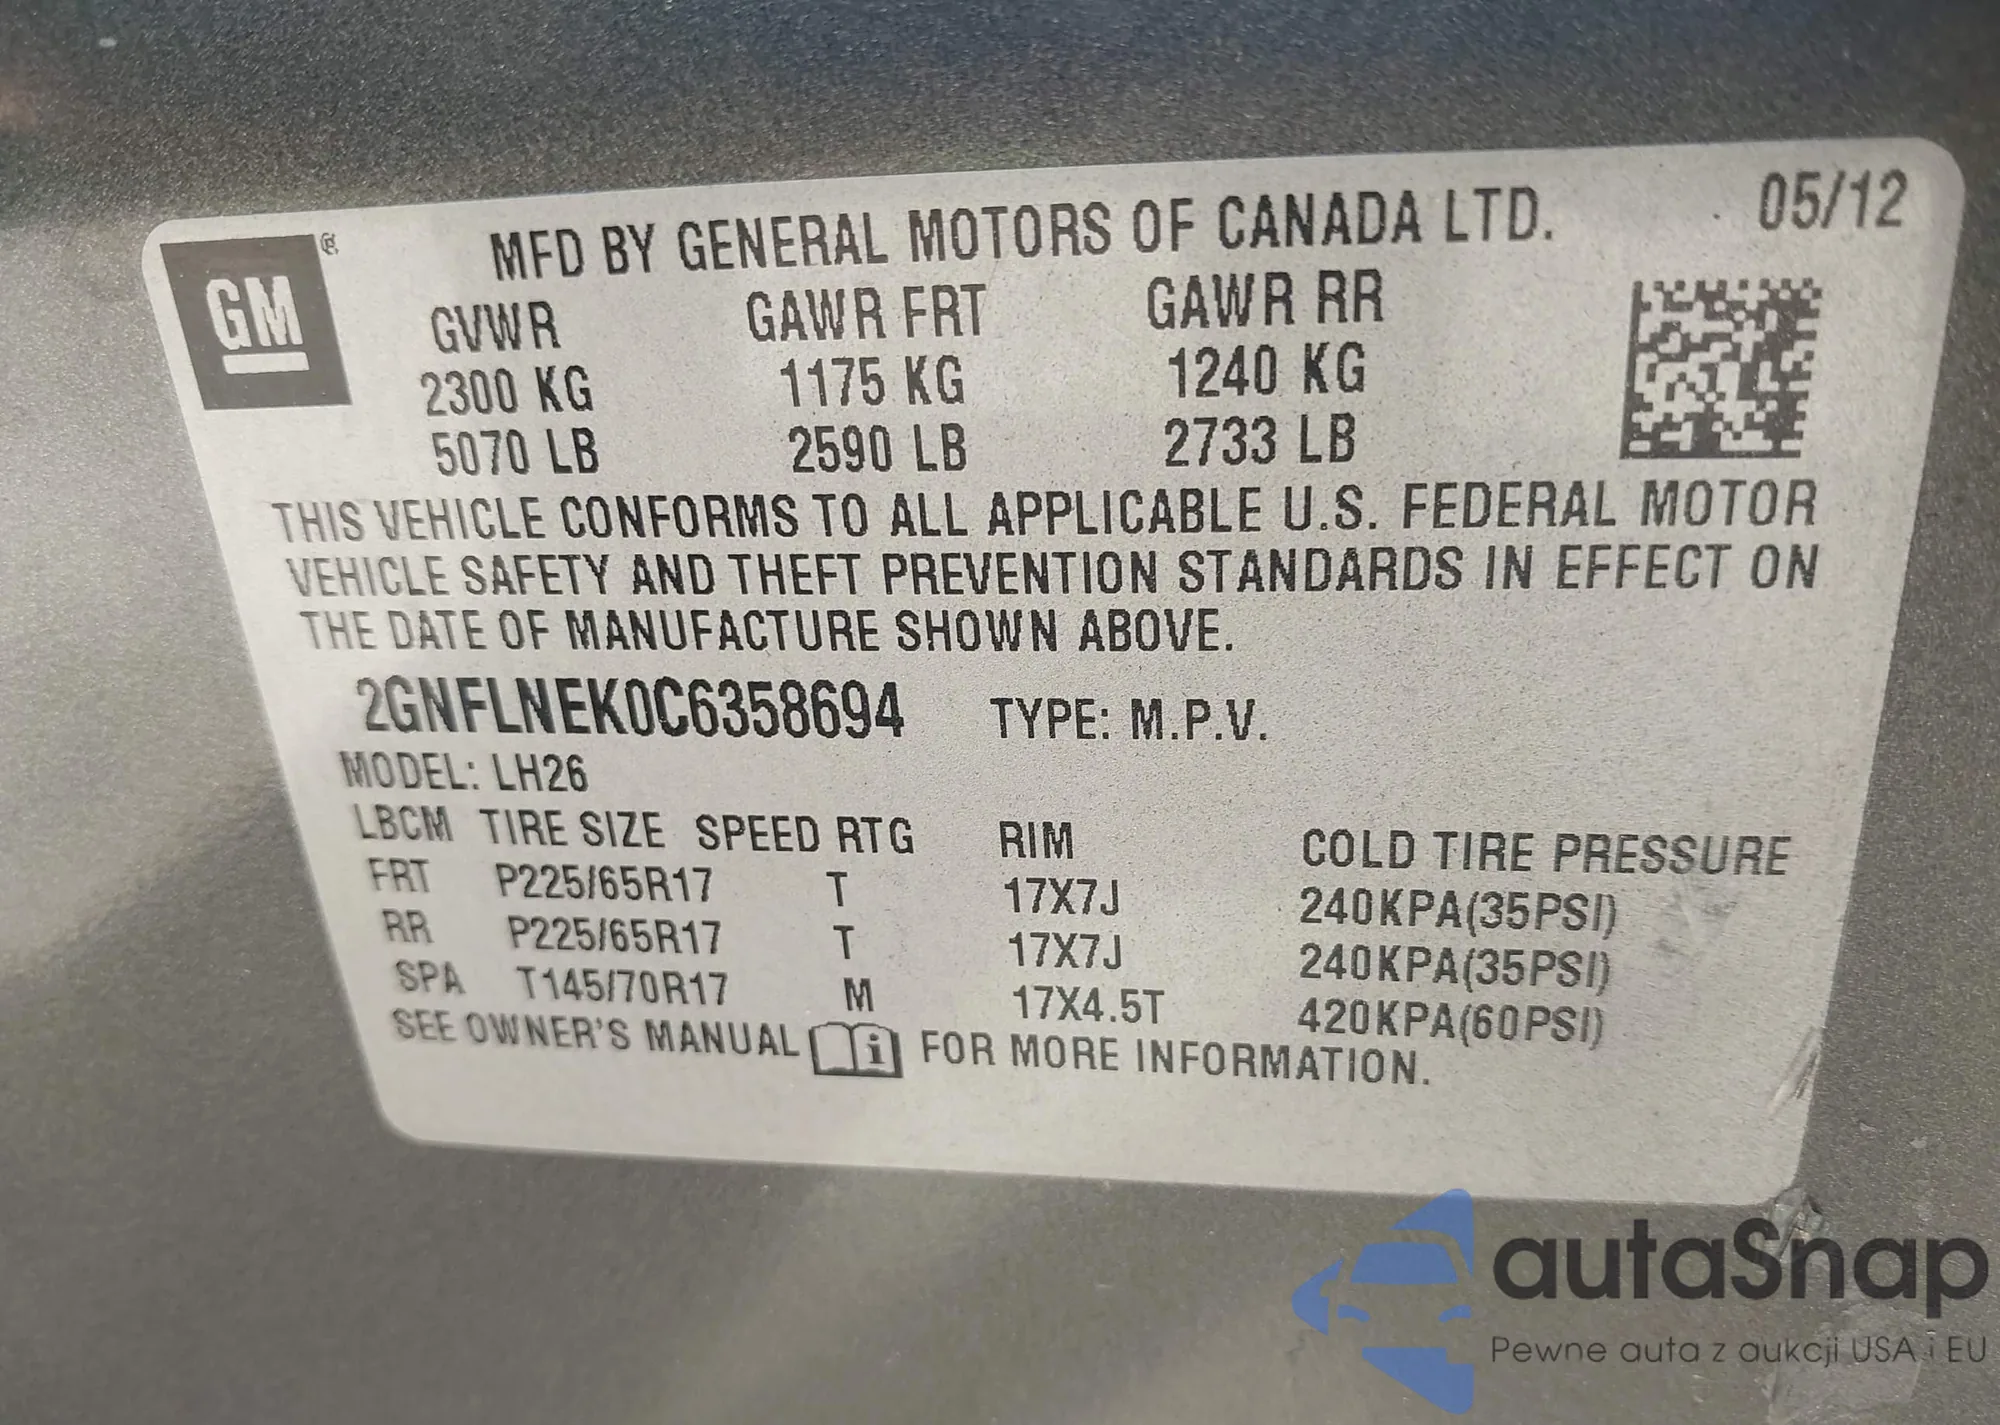 GM ®
MFD BY GENERAL MOTORS OF CANADA LTD. 05/12
GVWR GAWR FRT GAWR RR
2300 KG 1175 KG 1240 KG
5070 LB 2590 LB 2733 LB
THIS VEHICLE CONFORMS TO ALL APPLICABLE U.S. FEDERAL MOTOR
VEHICLE SAFETY AND THEFT PREVENTION STANDARDS IN EFFECT ON
THE DATE OF MANUFACTURE SHOWN ABOVE.
2GNFLNEK0C6358694 TYPE: M.P.V.
MODEL: LH26
LBCM TIRE SIZE SPEED RTG RIM COLD TIRE PRESSURE
FRT P225/65R17 T 17X7J 240KPA(35PSI)
RR P225/65R17 T 17X7J 240KPA(35PSI)
SPA T145/70R17 M 17X4.5T 420KPA(60PSI)
SEE OWNER'S MANUAL i FOR MORE INFORMATION.
autaSnap
Pewne auta z aukcji USA i EU